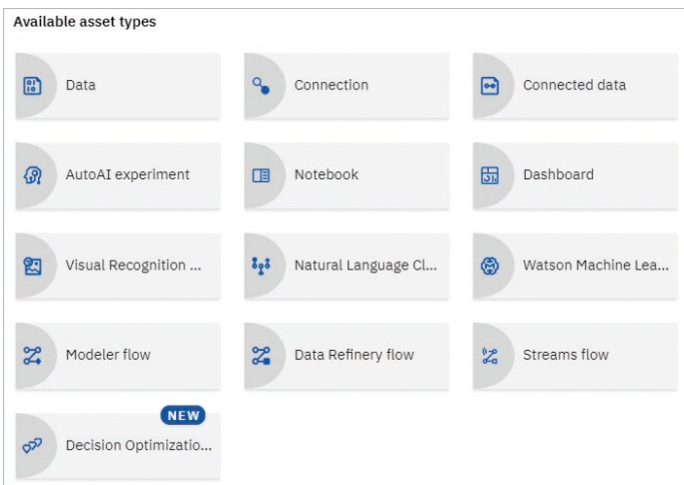 Available asset types
Data
Connection
Connected data
AutoAI experiment
Notebook
Dashboard
Visual Recognition ...
Natural Language Cl...
Watson Machine Lea...
Modeler flow
Data Refinery flow
Streams flow
NEW
Decision Optimizatio...